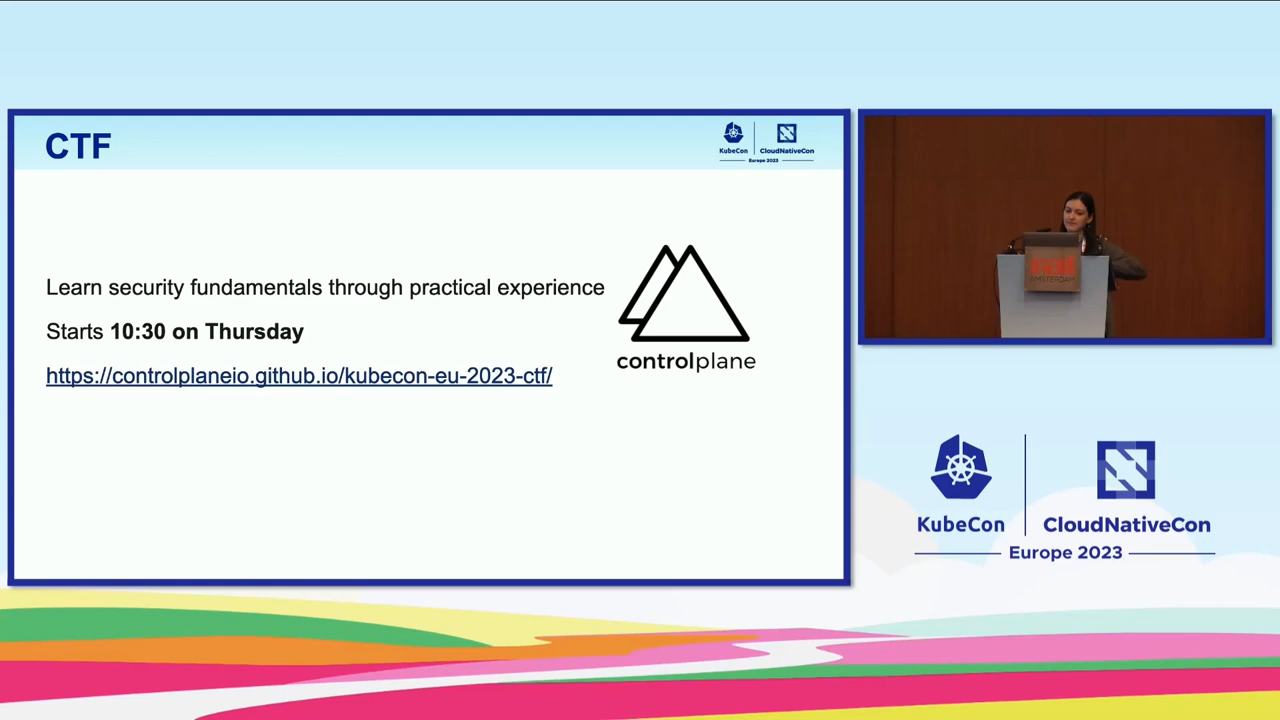 CTF
KubeCon
CloudNativeCon
Europe 2023
Learn security fundamentals through practical experience
Starts 10:30 on Thursday
https://controlplaneio.github.io/kubecon-eu-2023-ctf/
controlplane
AMSTERDAM
KubeCon
CloudNativeCon
Europe 2023